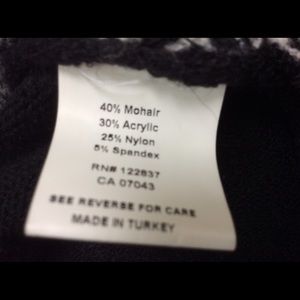 40% Mohair
30% Acrylic
25% Nylon
5% Spandex
RN# 122837
CA 07043
SEE REVERSE FOR CARE
MADE IN TURKEY